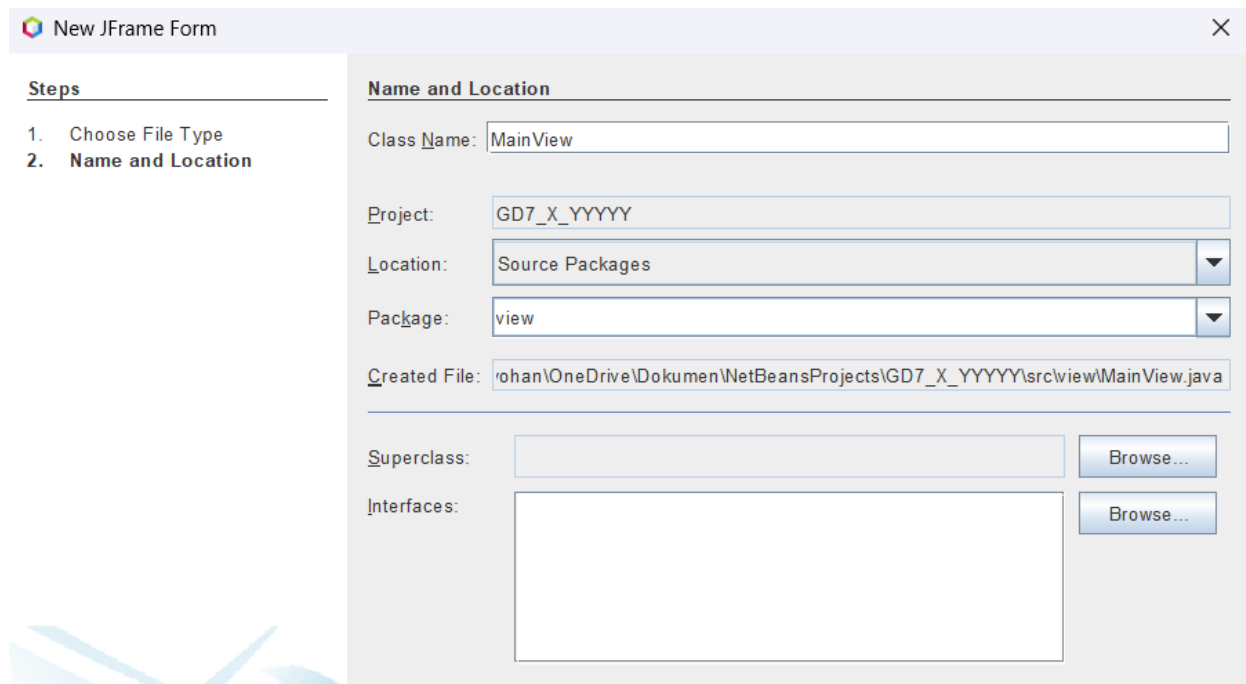 New JFrame Form
Steps
1. Choose File Type
2. Name and Location
Name and Location
Class Name: MainView
Project: GD7_X_YYYYY
Location: Source Packages
Package: view
Created File: ohan\OneDrive\Dokumen\NetBeansProjects\GD7_X_YYYYY\src\view\MainView.java
Superclass: Browse...
Interfaces: Browse...